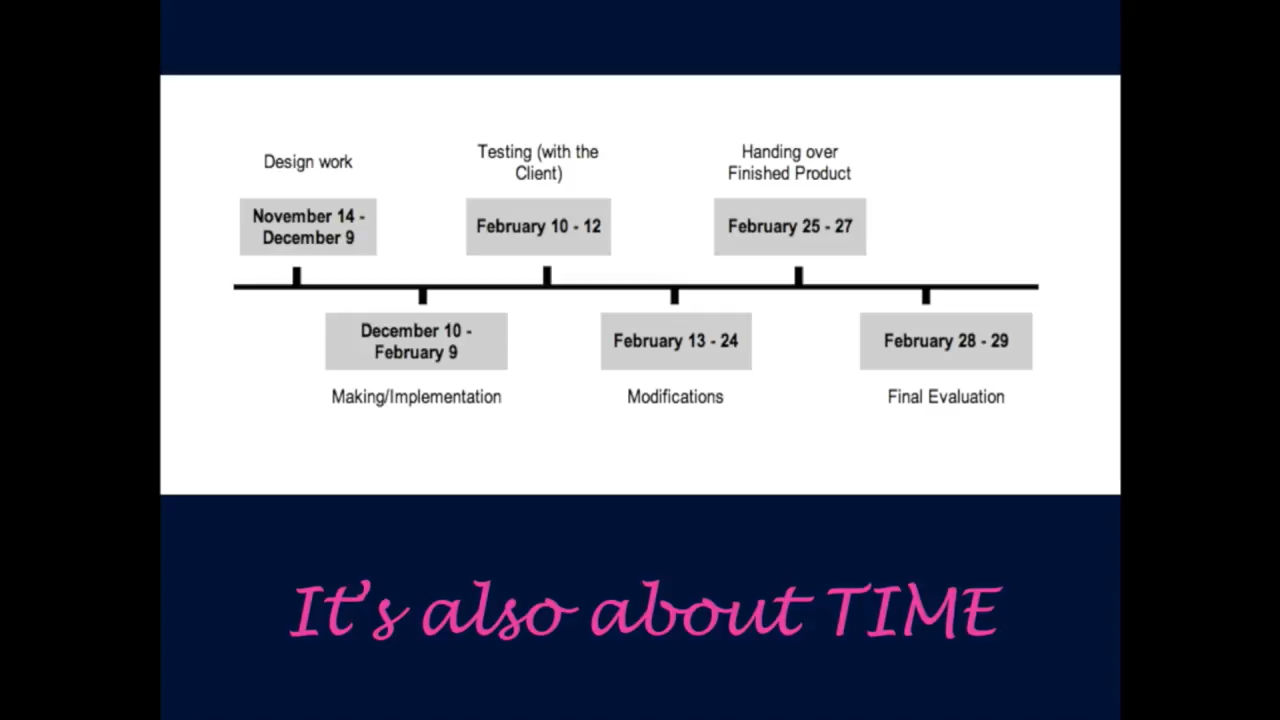 Design work
November 14 -
December 9
Testing (with the
Client)
February 10 - 12
Handing over
Finished Product
February 25 - 27
December 10 -
February 9
Making/Implementation
February 13 - 24
Modifications
February 28 - 29
Final Evaluation
It's also about TIME